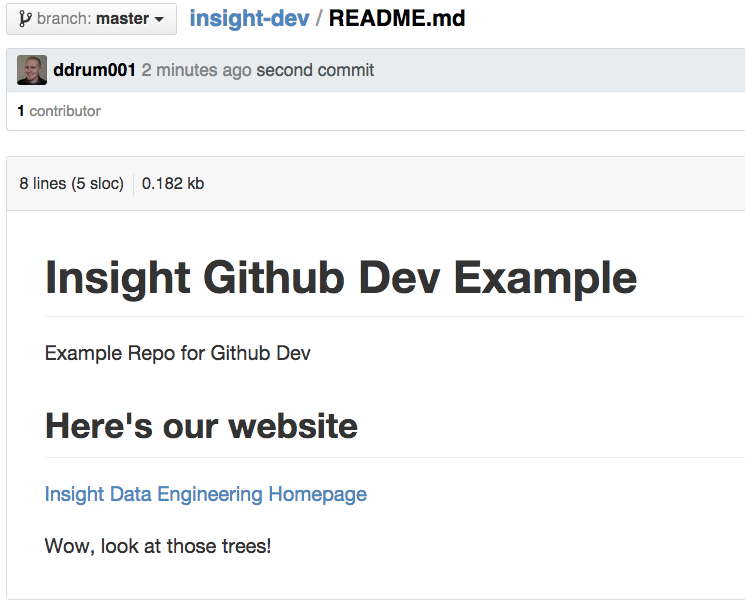 branch: master insight-dev / README.md
ddrum001 2 minutes ago second commit
1 contributor
8 lines (5 sloc) 0.182 kb
Insight Github Dev Example
Example Repo for Github Dev
Here's our website
Insight Data Engineering Homepage
Wow, look at those trees!